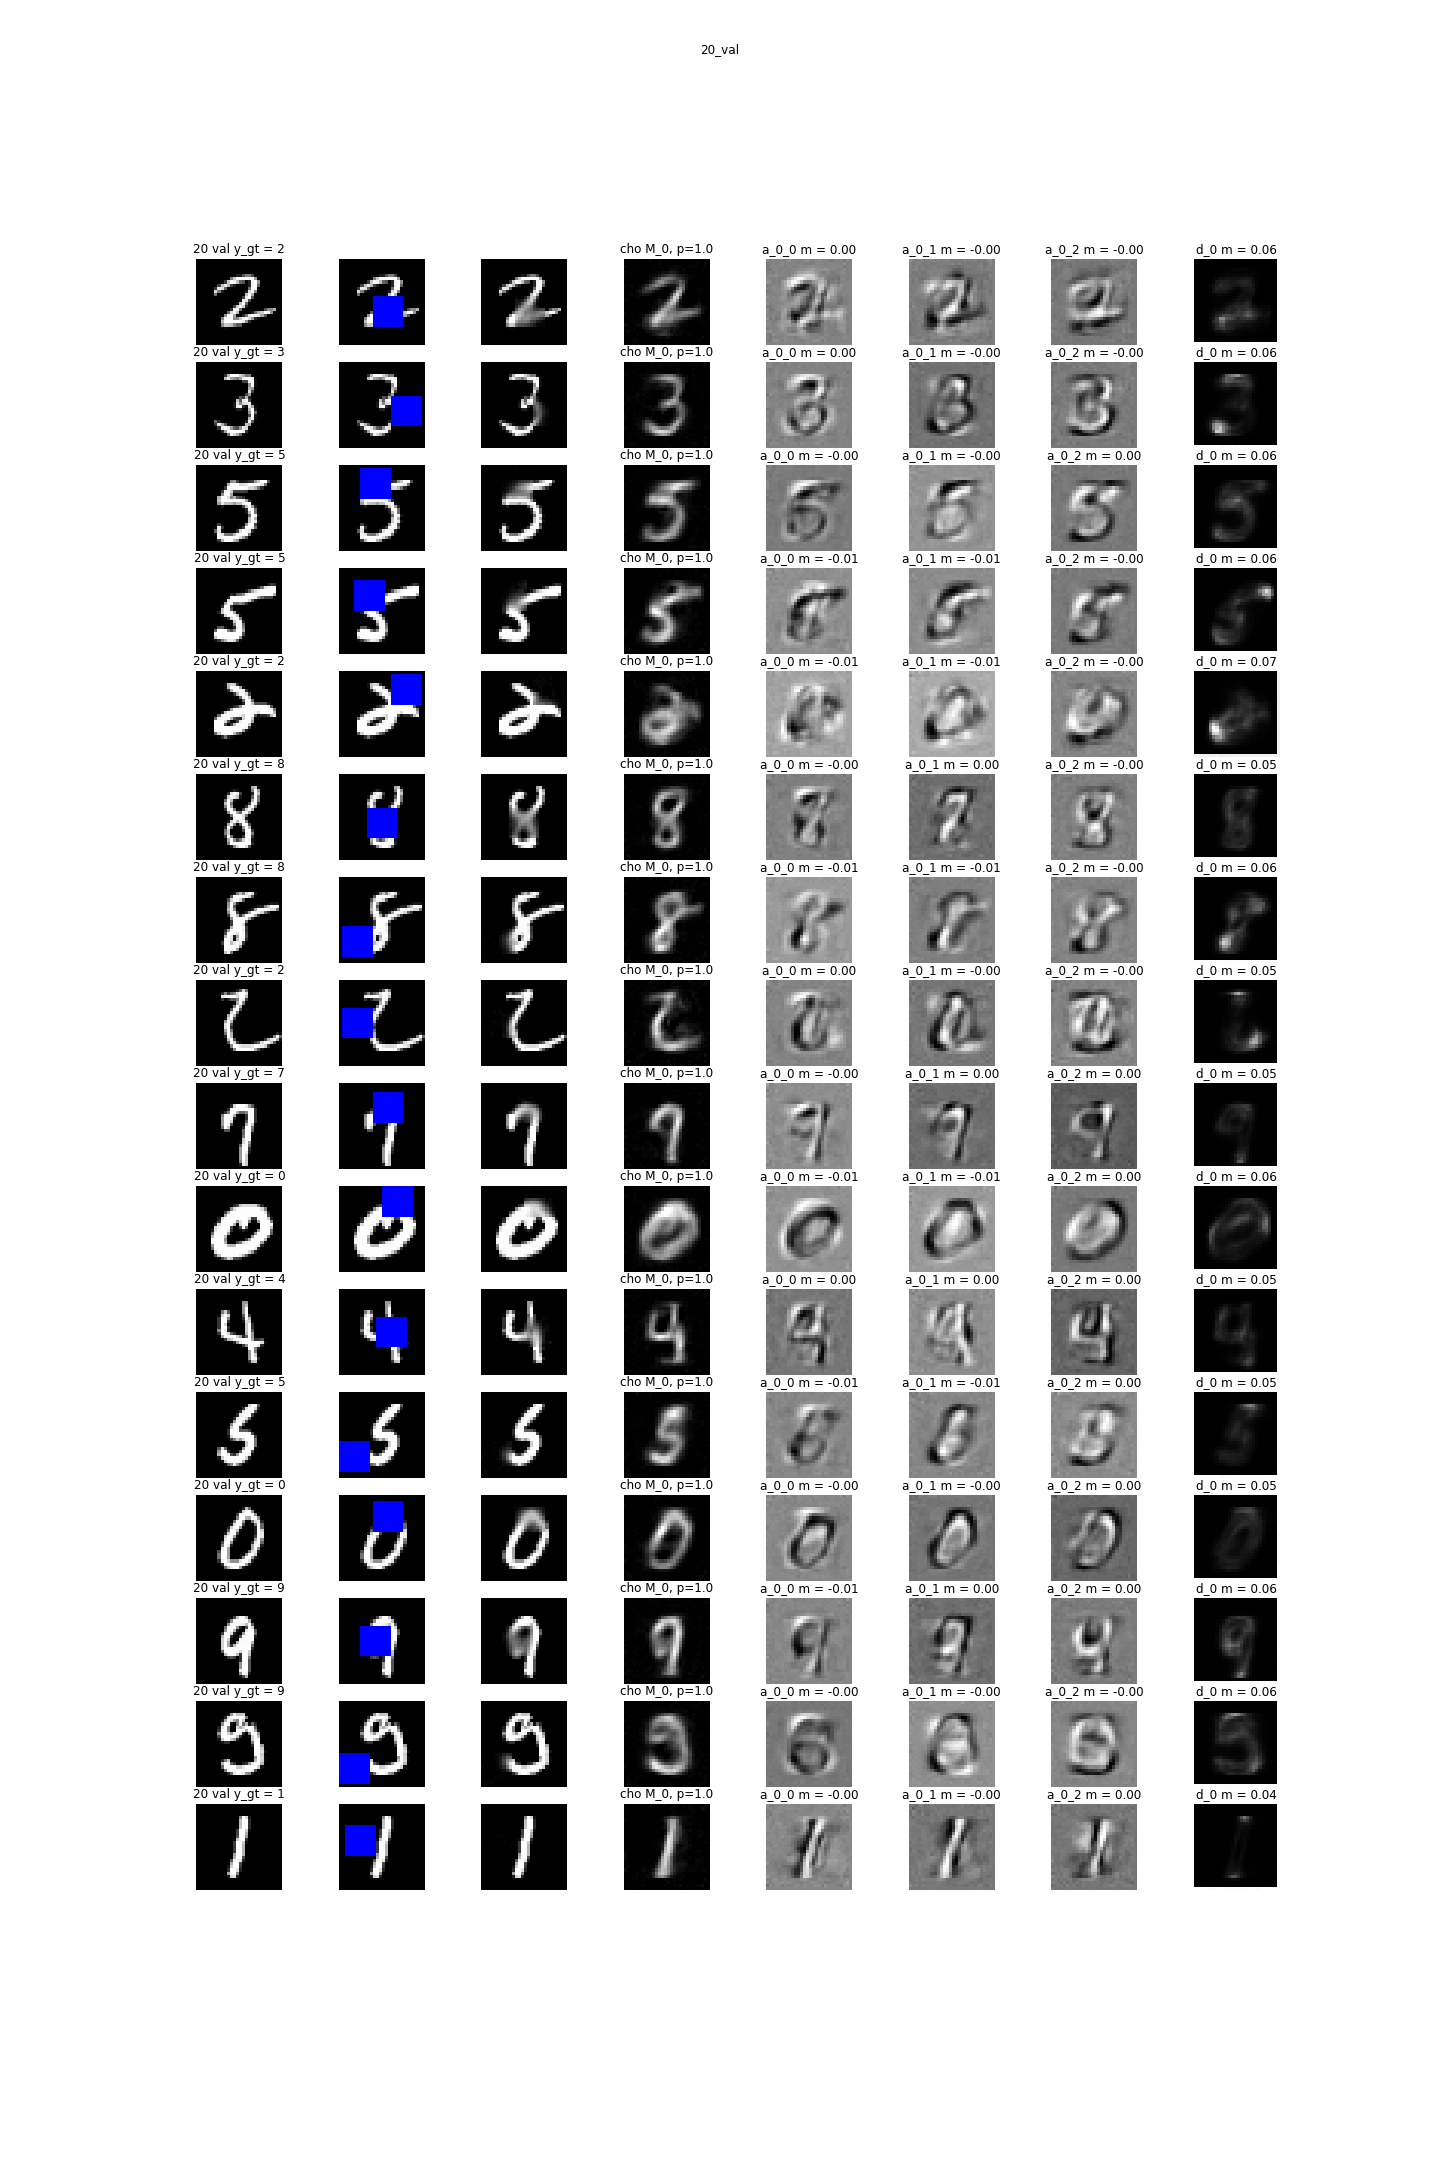 20_val
20 val y_gt = 2 cho M_0, p=1.0 a_0_0 m = 0.00 a_0_1 m = -0.00 a_0_2 m = -0.00 d_0 m = 0.06
20 val y_gt = 3 cho M_0, p=1.0 a_0_0 m = 0.00 a_0_1 m = -0.00 a_0_2 m = -0.00 d_0 m = 0.06
20 val y_gt = 5 cho M_0, p=1.0 a_0_0 m = -0.00 a_0_1 m = -0.00 a_0_2 m = 0.00 d_0 m = 0.06
20 val y_gt = 5 cho M_0, p=1.0 a_0_0 m = -0.01 a_0_1 m = -0.01 a_0_2 m = -0.00 d_0 m = 0.06
20 val y_gt = 2 cho M_0, p=1.0 a_0_0 m = -0.01 a_0_1 m = -0.01 a_0_2 m = -0.00 d_0 m = 0.07
20 val y_gt = 8 cho M_0, p=1.0 a_0_0 m = -0.00 a_0_1 m = 0.00 a_0_2 m = -0.00 d_0 m = 0.05
20 val y_gt = 8 cho M_0, p=1.0 a_0_0 m = -0.01 a_0_1 m = -0.01 a_0_2 m = -0.00 d_0 m = 0.06
20 val y_gt = 2 cho M_0, p=1.0 a_0_0 m = 0.00 a_0_1 m = -0.00 a_0_2 m = -0.00 d_0 m = 0.05
20 val y_gt = 7 cho M_0, p=1.0 a_0_0 m = -0.00 a_0_1 m = 0.00 a_0_2 m = 0.00 d_0 m = 0.05
20 val y_gt = 0 cho M_0, p=1.0 a_0_0 m = -0.01 a_0_1 m = -0.01 a_0_2 m = 0.00 d_0 m = 0.06
20 val y_gt = 4 cho M_0, p=1.0 a_0_0 m = 0.00 a_0_1 m = 0.00 a_0_2 m = 0.00 d_0 m = 0.05
20 val y_gt = 5 cho M_0, p=1.0 a_0_0 m = -0.01 a_0_1 m = -0.01 a_0_2 m = 0.00 d_0 m = 0.05
20 val y_gt = 0 cho M_0, p=1.0 a_0_0 m = -0.00 a_0_1 m = -0.00 a_0_2 m = 0.00 d_0 m = 0.05
20 val y_gt = 9 cho M_0, p=1.0 a_0_0 m = -0.01 a_0_1 m = 0.00 a_0_2 m = 0.00 d_0 m = 0.06
20 val y_gt = 9 cho M_0, p=1.0 a_0_0 m = -0.00 a_0_1 m = -0.00 a_0_2 m = -0.00 d_0 m = 0.06
20 val y_gt = 1 cho M_0, p=1.0 a_0_0 m = -0.00 a_0_1 m = -0.00 a_0_2 m = 0.00 d_0 m = 0.04